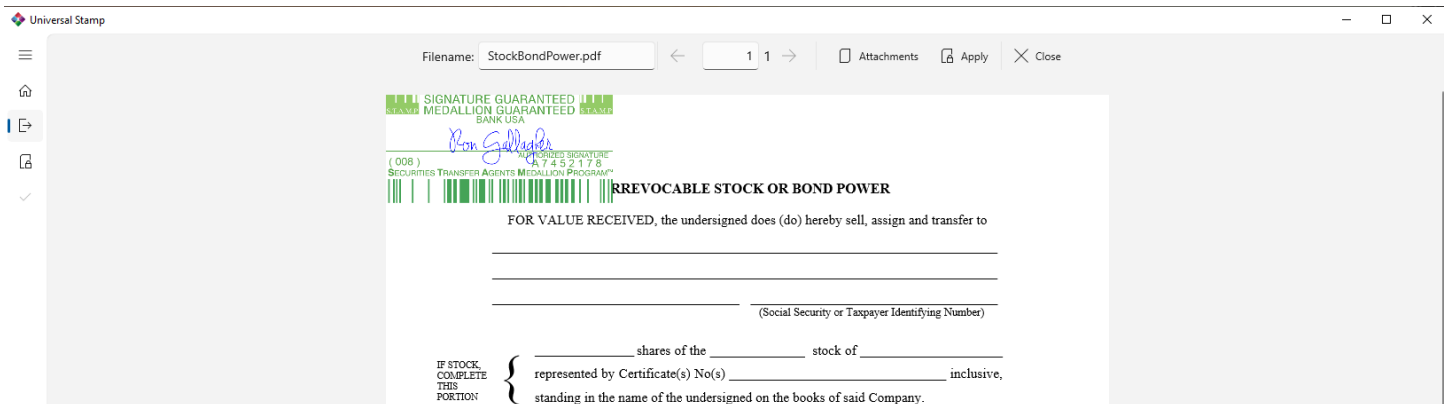 Universal Stamp
Filename: StockBondPower.pdf 1 1 Attachments Apply Close
STAMP SIGNATURE GUARANTEED STAMP
MEDALLION GUARANTEED
BANK USA
Ron Gallagher
AUTHORIZED SIGNATURE
( 008 ) A7452178
SECURITIES TRANSFER AGENTS MEDALLION PROGRAM™
RREVOCABLE STOCK OR BOND POWER
FOR VALUE RECEIVED, the undersigned does (do) hereby sell, assign and transfer to
(Social Security or Taxpayer Identifying Number)
shares of the stock of
IF STOCK,
COMPLETE
THIS
PORTION
represented by Certificate(s) No(s) inclusive,
standing in the name of the undersigned on the books of said Company.